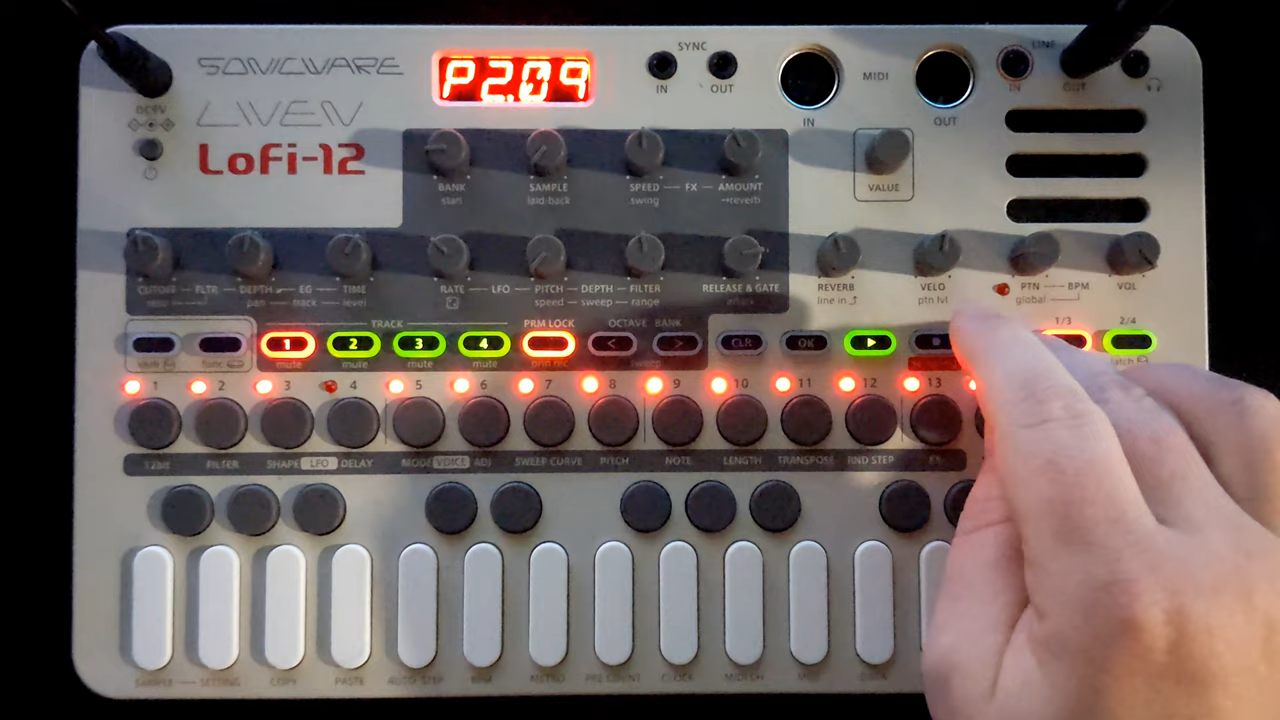 SONICWARE
LIVEN
LoFi-12
P2.09
SYNC
IN OUT
MIDI
IN OUT
LINE
IN OUT
DC9V
BANK SAMPLE SPEED FX AMOUNT
start laid-back swing →reverb
VALUE
CUTOFF FLTR DEPTH EG TIME RATE LFO PITCH DEPTH FILTER RELEASE & GATE
pan track level speed sweep range attack
REVERB VELO PTN BPM VOL
line in ptn lvl global
TRACK PRM LOCK OCTAVE BANK
1 2 3 4 < > CLR OK 1/3 2/4
mute mute mute mute
1 2 3 4 5 6 7 8 9 10 11 12 13
12bit FILTER SHAPE LFO DELAY MODE VOICE ADJ SWEEP CURVE PITCH NOTE LENGTH TRANSPOSE RND STEP
SAMPLE SETTING COPY PASTE AUTO STEP BPM METRO PRE COUNT CLOCK MIDI CH